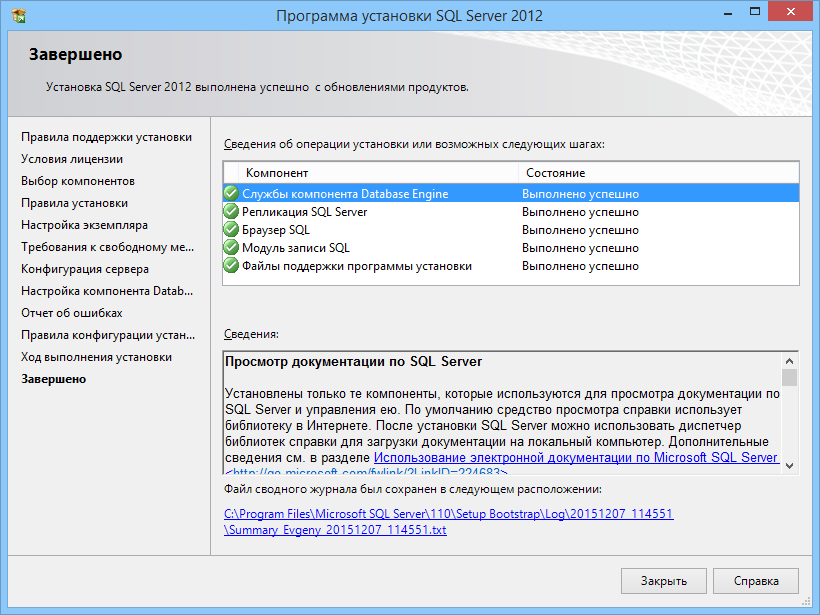 Программа установки SQL Server 2012
Завершено
Установка SQL Server 2012 выполнена успешно с обновлениями продуктов.
Правила поддержки установки
Условия лицензии
Выбор компонентов
Правила установки
Настройка экземпляра
Требования к свободному ме...
Конфигурация сервера
Настройка компонента Datab...
Отчет об ошибках
Правила конфигурации устан...
Ход выполнения установки
Завершено
Сведения об операции установки или возможных следующих шагах:
Компонент Состояние
Службы компонента Database Engine Выполнено успешно
Репликация SQL Server Выполнено успешно
Браузер SQL Выполнено успешно
Модуль записи SQL Выполнено успешно
Файлы поддержки программы установки Выполнено успешно
Сведения:
Просмотр документации по SQL Server
Установлены только те компоненты, которые используются для просмотра документации по
SQL Server и управления ею. По умолчанию средство просмотра справки использует
библиотеку в Интернете. После установки SQL Server можно использовать диспетчер
библиотек справки для загрузки документации на локальный компьютер. Дополнительные
сведения см. в разделе Использование электронной документации по Microsoft SQL Server
<http://go.microsoft.com/fwlink/?LinkID=224683>
Файл сводного журнала был сохранен в следующем расположении:
C:\Program Files\Microsoft SQL Server\110\Setup Bootstrap\Log\20151207_114551
\Summary_Evgeny_20151207_114551.txt
Закрыть Справка